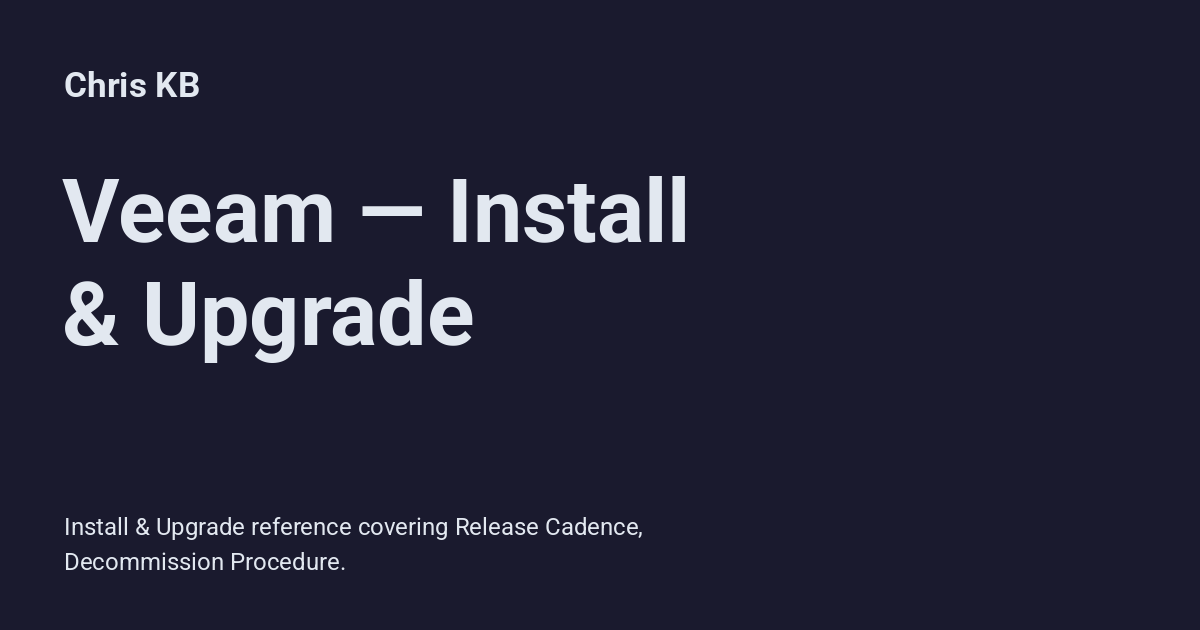 Chris KB
Veeam — Install
& Upgrade
Install & Upgrade reference covering Release Cadence,
Decommission Procedure.